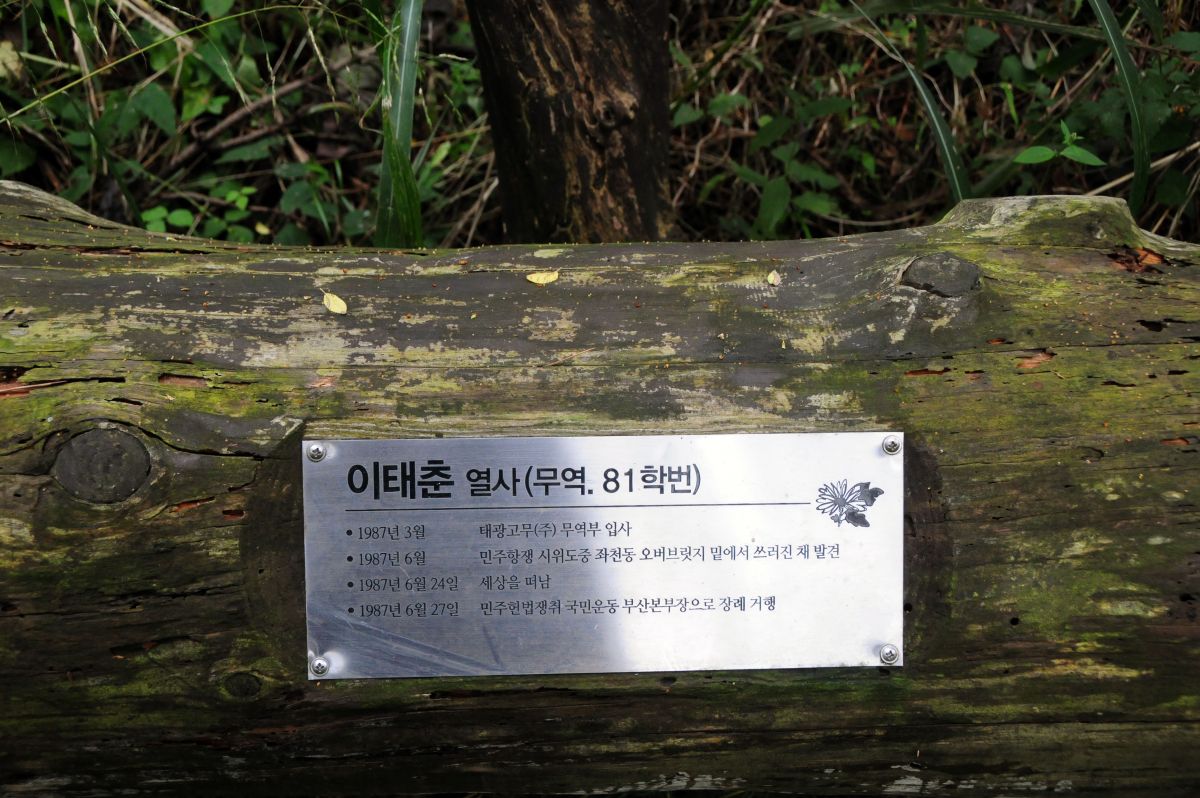 이태춘 열사(무역. 81학번)
• 1987년 3월 태광고무(주) 무역부 입사
• 1987년 6월 민주항쟁 시위도중 좌천동 오버브릿지 밑에서 쓰러진 채 발견
• 1987년 6월 24일 세상을 떠남
• 1987년 6월 27일 민주헌법쟁취 국민운동 부산본부장으로 장례 거행